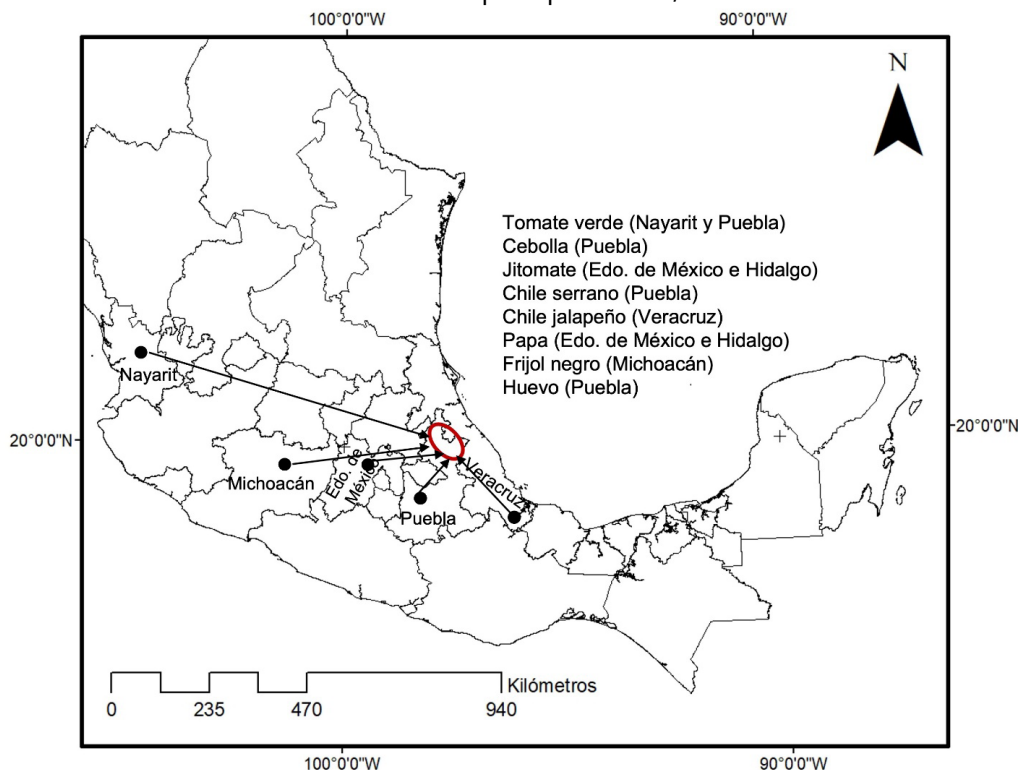 100°0'0"W
90°0'0"W
N
Tomate verde (Nayarit y Puebla)
Cebolla (Puebla)
Jitomate (Edo. de México e Hidalgo)
Chile serrano (Puebla)
Chile jalapeño (Veracruz)
Papa (Edo. de México e Hidalgo)
Frijol negro (Michoacán)
Huevo (Puebla)
Nayarit
20°0'0"N
20°0'0"N
Michoacán
Edo. de
México
Puebla
Veracruz
Kilómetros
0 235 470 940
100°0'0"W
90°0'0"W